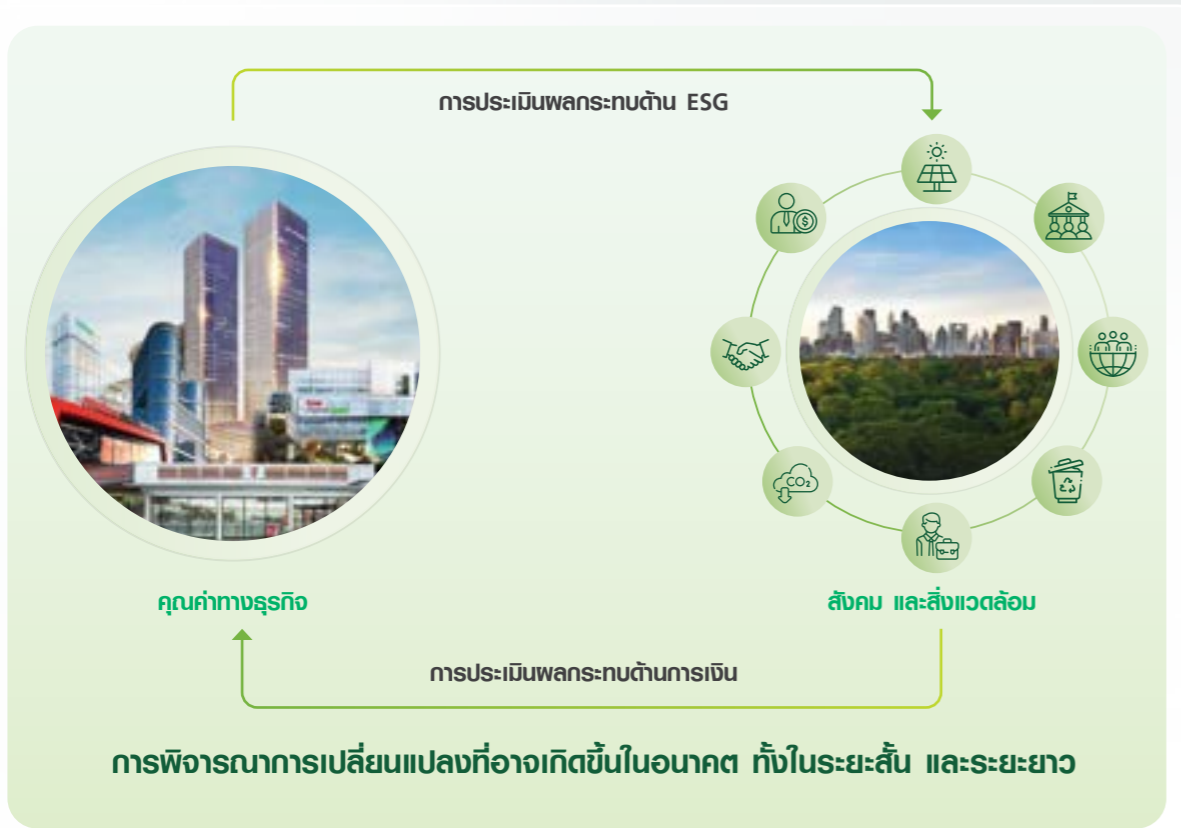 การประเมินผลกระทบด้าน ESG
CO₂
คุณค่าทางธุรกิจ
สังคม และสิ่งแวดล้อม
การประเมินผลกระทบด้านการเงิน
การพิจารณาการเปลี่ยนแปลงที่อาจเกิดขึ้นในอนาคต ทั้งในระยะสั้น และระยะยาว